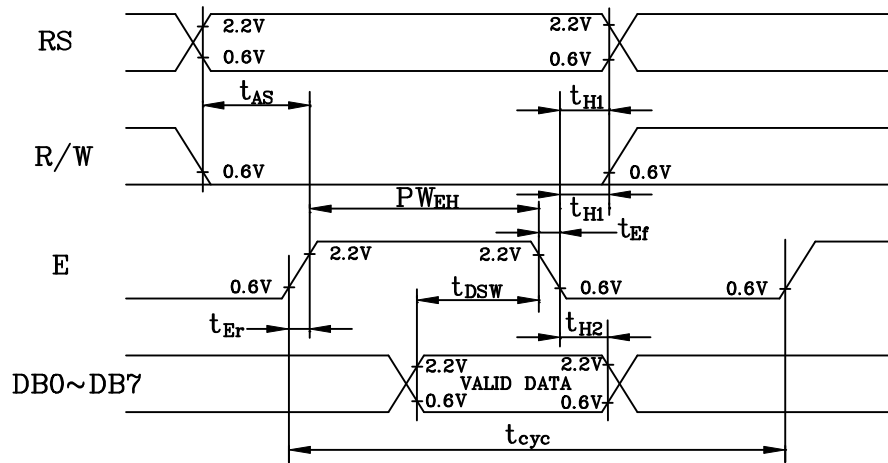 RS
2.2V
2.2V
0.6V
0.6V
tAS
tH1
R/W
0.6V
0.6V
PWEH
tH1
tEf
E
2.2V
2.2V
0.6V
0.6V
0.6V
tDSW
tEr
tH2
DB0~DB7
2.2V
VALID DATA
2.2V
0.6V
0.6V
tcyc